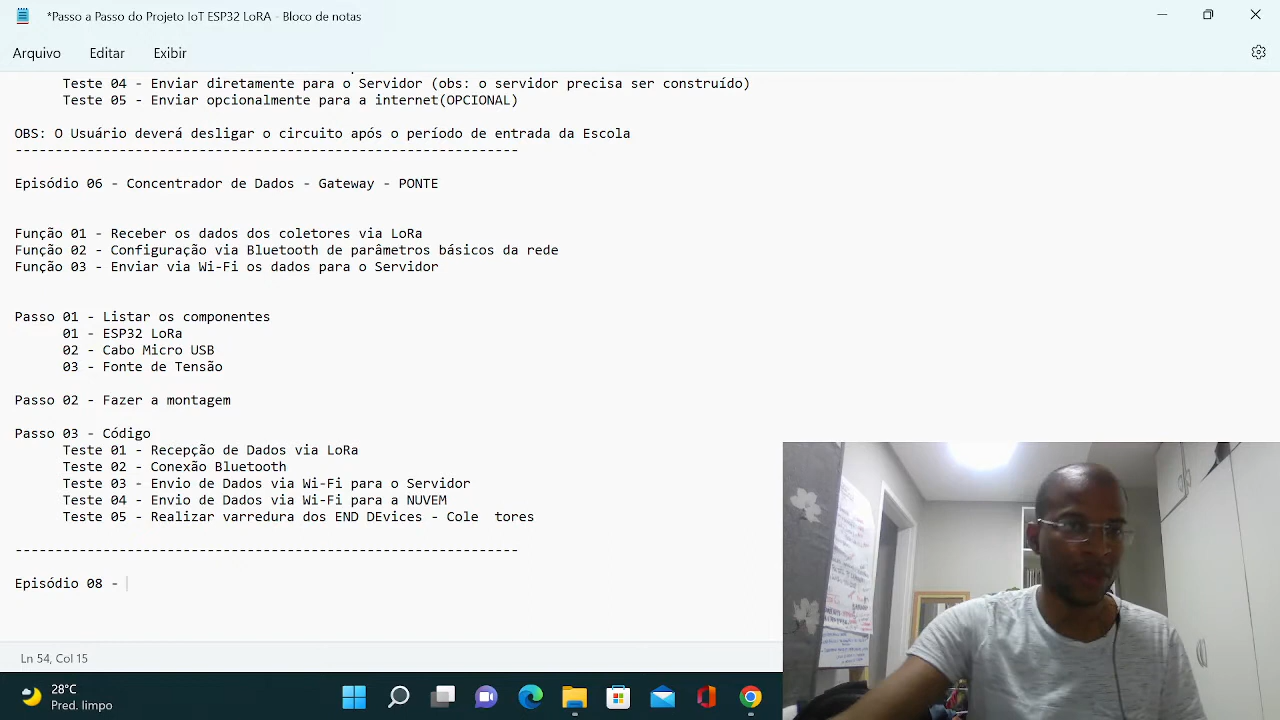 *Passo a Passo do Projeto IoT ESP32 LoRA - Bloco de notas
Arquivo Editar Exibir
Teste 04 - Enviar diretamente para o Servidor (obs: o servidor precisa ser construído)
Teste 05 - Enviar opcionalmente para a internet(OPCIONAL)
OBS: O Usuário deverá desligar o circuito após o período de entrada da Escola
---------------------------------------------------------------
Episódio 06 - Concentrador de Dados - Gateway - PONTE
Função 01 - Receber os dados dos coletores via LoRa
Função 02 - Configuração via Bluetooth de parâmetros básicos da rede
Função 03 - Enviar via Wi-Fi os dados para o Servidor
Passo 01 - Listar os componentes
01 - ESP32 LoRa
02 - Cabo Micro USB
03 - Fonte de Tensão
Passo 02 - Fazer a montagem
Passo 03 - Código
Teste 01 - Recepção de Dados via LoRa
Teste 02 - Conexão Bluetooth
Teste 03 - Envio de Dados via Wi-Fi para o Servidor
Teste 04 - Envio de Dados via Wi-Fi para a NUVEM
Teste 05 - Realizar varredura dos END DEvices - Cole  tores
---------------------------------------------------------------
Episódio 08 -
Ln 54, Col 15
28°C
Pred. limpo